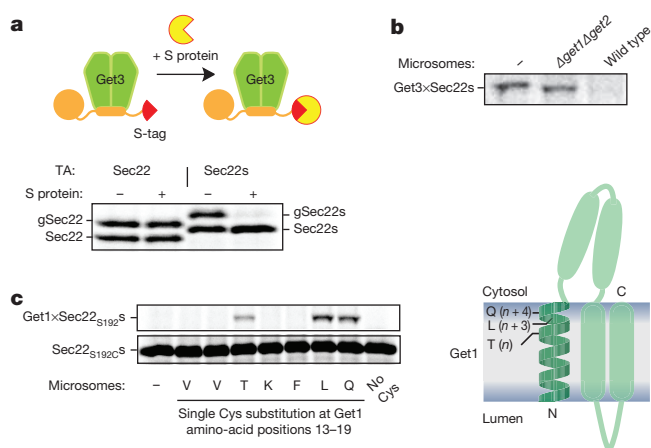 a
+ S protein
Get3
Get3
S-tag
TA: Sec22 Sec22s
S protein: – + – +
gSec22
gSec22s
Sec22
Sec22s
b
Microsomes: – Δget1Δget2 Wild type
Get3×Sec22s
c
Get1×Sec22S192s
Sec22S192Cs
Microsomes: – V V T K F L Q No Cys
Single Cys substitution at Get1
amino-acid positions 13–19
Cytosol
C
Q (n + 4)
L (n + 3)
T (n)
Get1
Lumen
N